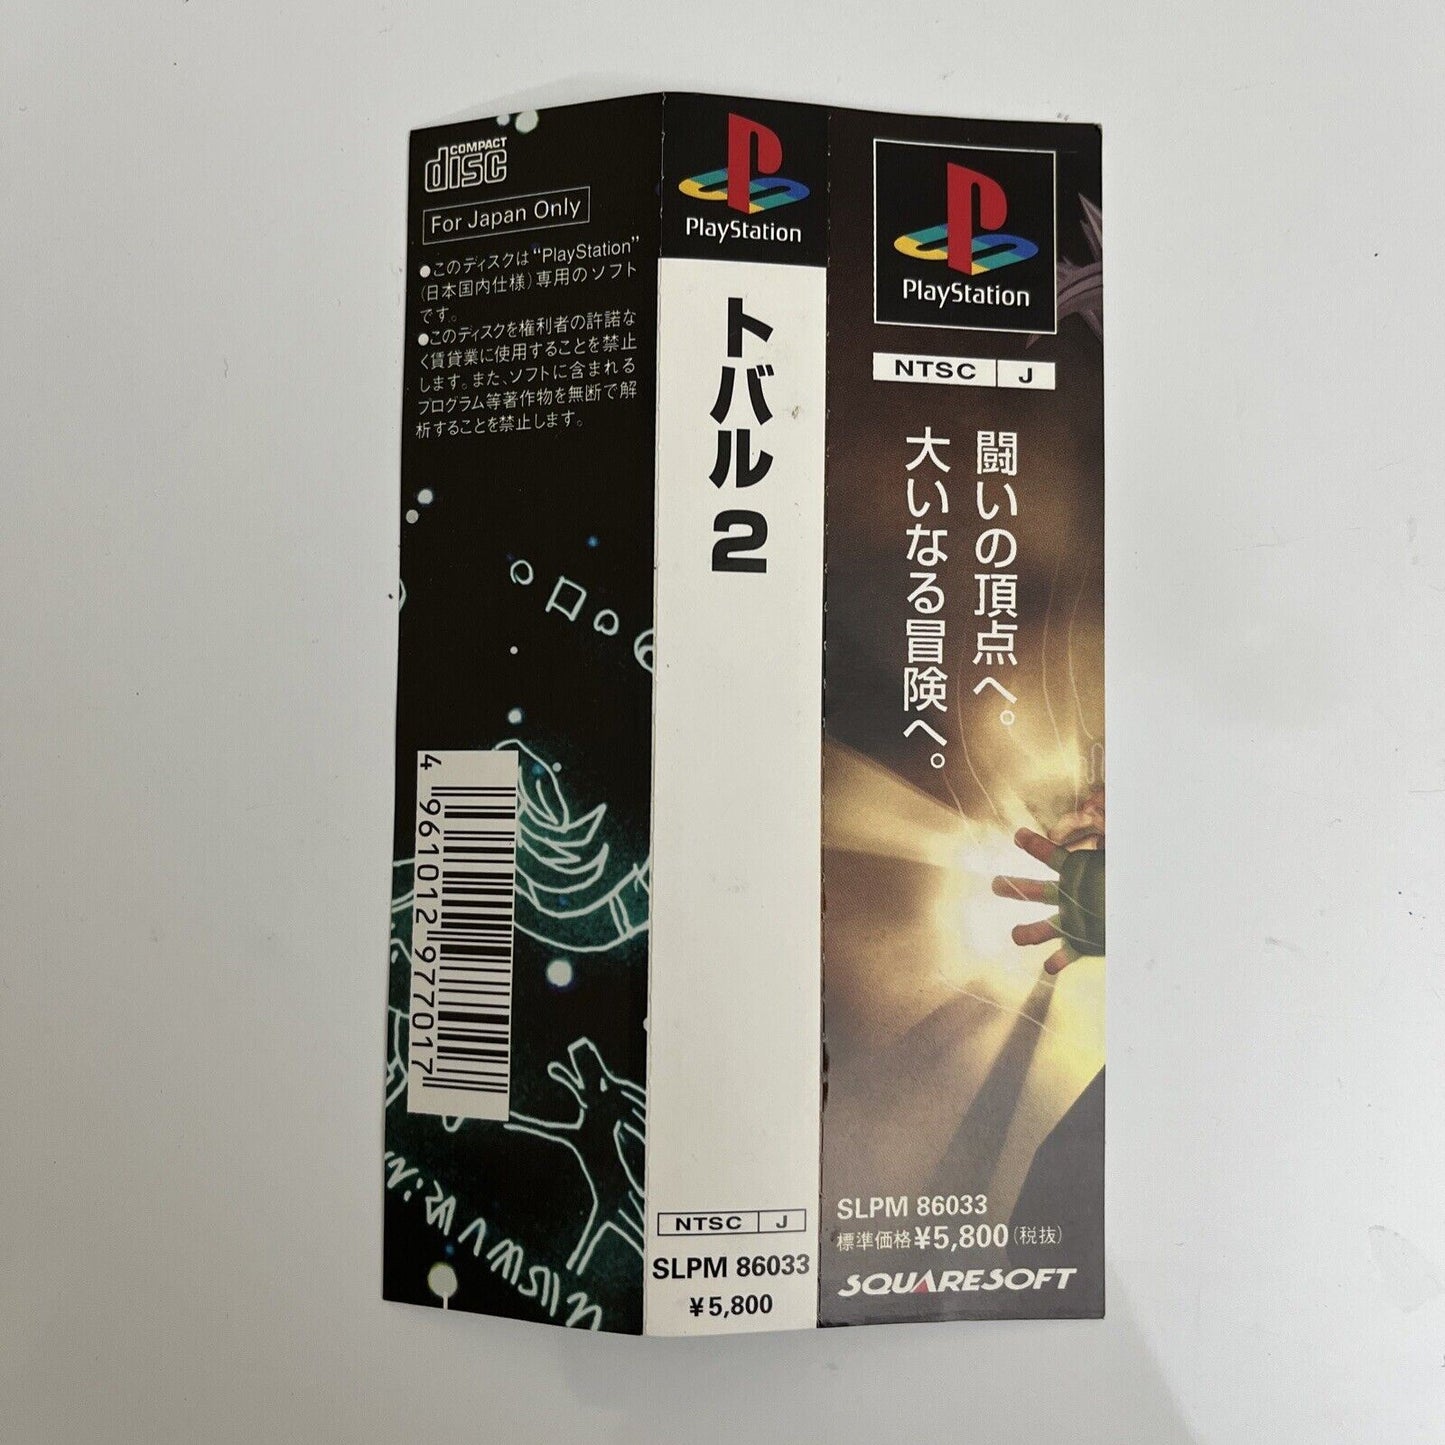 COMPACT
disc
For Japan Only
●このディスクは“PlayStation”
(日本国内仕様)専用のソフト
です。
●このディスクを権利者の許諾な
く賃貸業に使用することを禁止
します。また、ソフトに含まれる
プログラム等著作物を無断で解
析することを禁止します。
4 961012 977017
PlayStation
トバル2
NTSC J
SLPM 86033
¥5,800
PlayStation
NTSC J
闘いの頂点へ。
大いなる冒険へ。
SLPM 86033
標準価格¥5,800(税抜)
SQUARESOFT